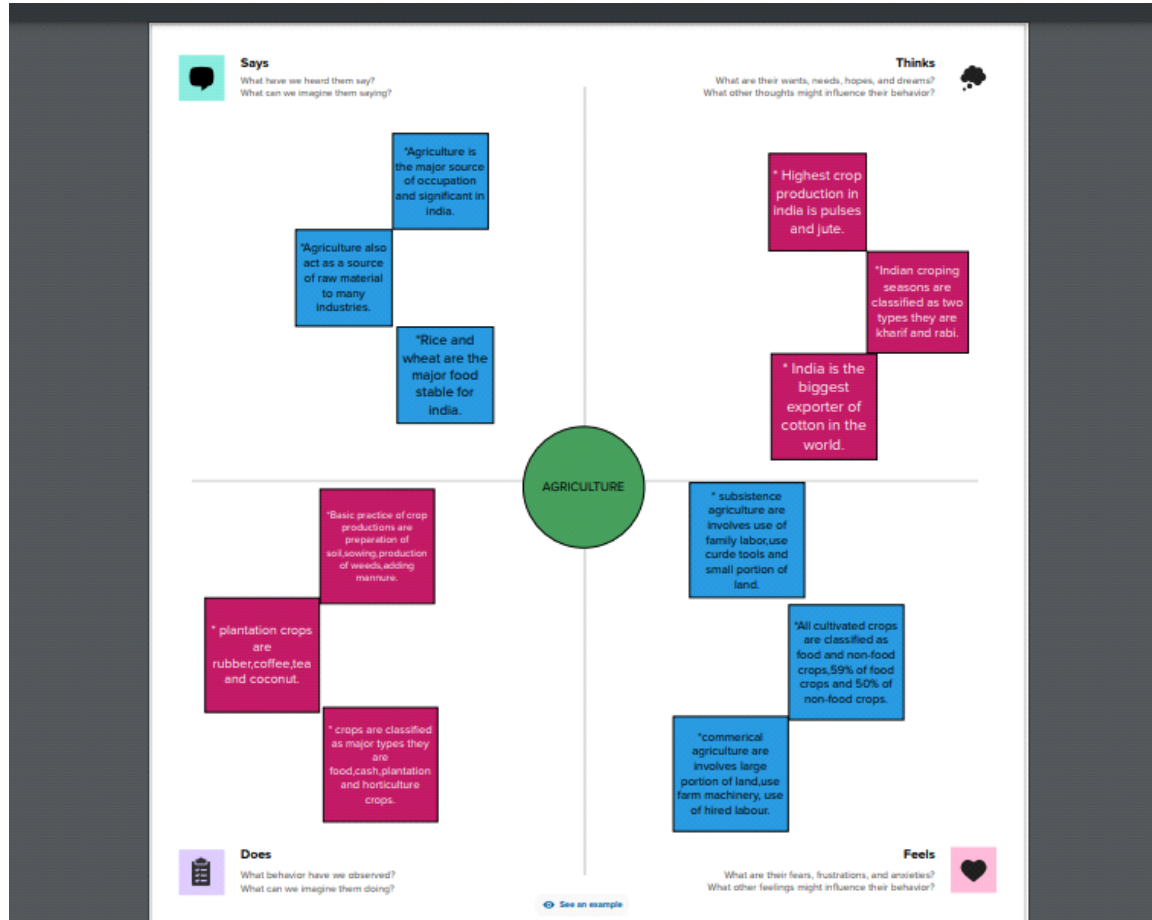 Says
What have we heard them say?
What can we imagine them saying?
Thinks
What are their wants, needs, hopes, and dreams?
What other thoughts might influence their behavior?
*Agriculture is
the major source
of occupation
and significant in
india.
*Agriculture also
act as a source
of raw material
to many
industries.
*Rice and
wheat are the
major food
stable for
india.
* Highest crop
production in
india is pulses
and jute.
*Indian croping
seasons are
classified as two
types they are
kharif and rabi.
* India is the
biggest
exporter of
cotton in the
world.
AGRICULTURE
*Basic practice of crop
productions are
preparation of
soil,sowing,production
of weeds,adding
mannure.
* plantation crops
are
rubber,coffee,tea
and coconut.
* crops are classified
as major types they
are
food,cash,plantation
and horticulture
crops.
* subsistence
agriculture are
involves use of
family labor,use
curde tools and
small portion of
land.
*All cultivated crops
are classified as
food and non-food
crops,59% of food
crops and 50% of
non-food crops.
*commerical
agriculture are
involves large
portion of land,use
farm machinery, use
of hired labour.
Does
What behavior have we observed?
What can we imagine them doing?
Feels
What are their fears, frustrations, and anxieties?
What other feelings might influence their behavior?
See an example